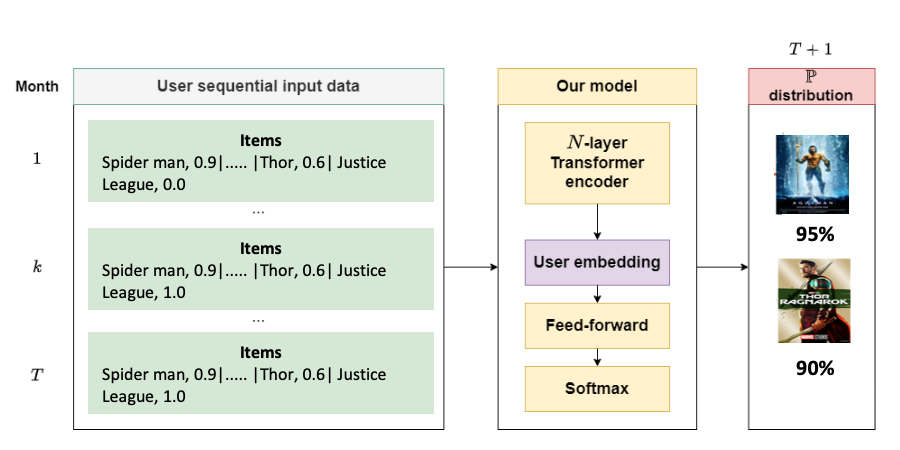 T + 1
Month
User sequential input data
Our model
ℙ
distribution
1
Items
Spider man, 0.9|..... |Thor, 0.6| Justice
League, 0.0
...
k
Items
Spider man, 0.9|..... |Thor, 0.6| Justice
League, 1.0
...
T
Items
Spider man, 0.9|..... |Thor, 0.6| Justice
League, 1.0
N-layer
Transformer
encoder
User embedding
Feed-forward
Softmax
AQUAMAN
95%
THOR
RAGNAROK
MARVEL STUDIOS
90%